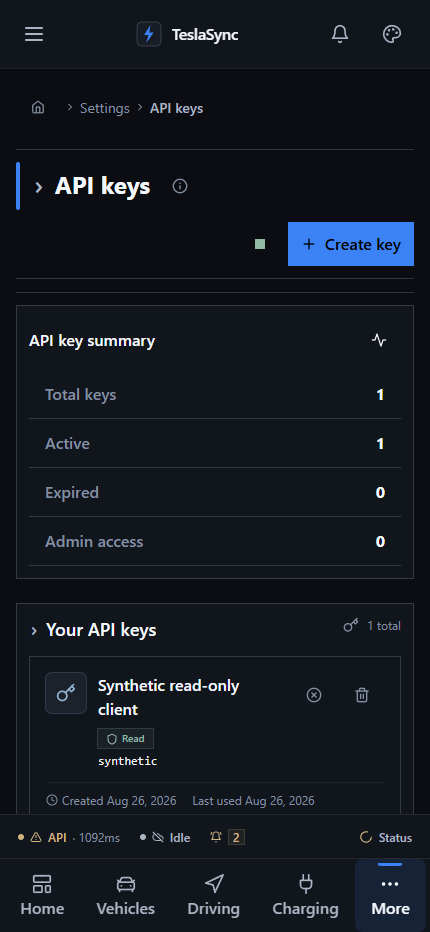 TeslaSync
Settings › API keys
› API keys
+ Create key
API key summary
Total keys 1
Active 1
Expired 0
Admin access 0
› Your API keys 1 total
Synthetic read-only
client
Read
synthetic
Created Aug 26, 2026 Last used Aug 26, 2026
API · 1092ms Idle 2 Status
Home Vehicles Driving Charging More